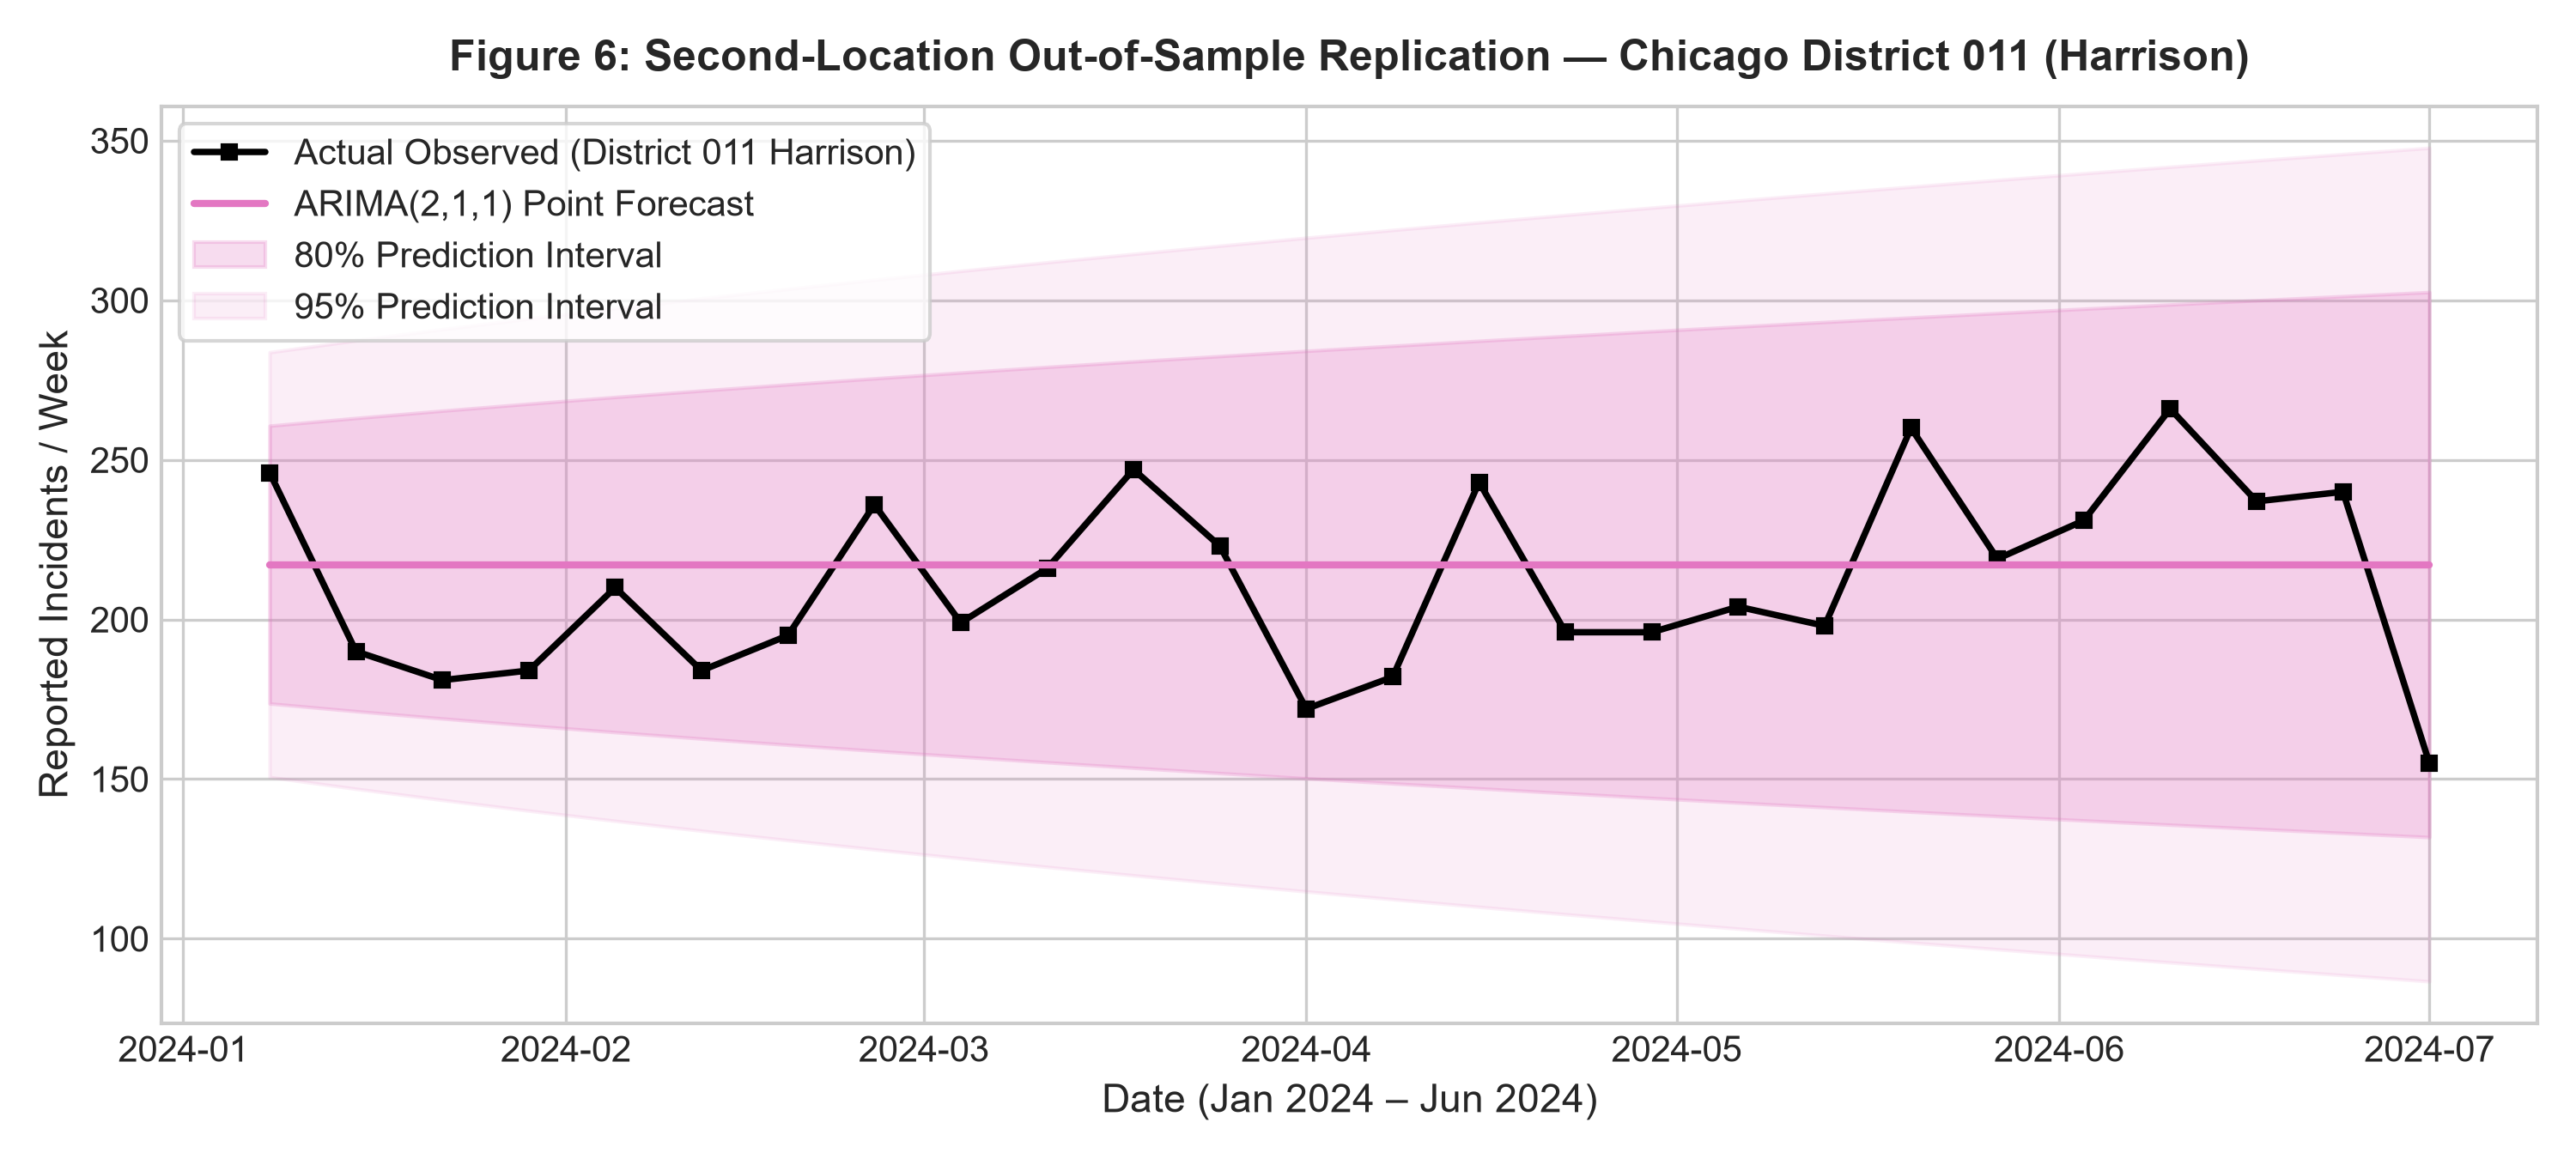 Figure 6: Second-Location Out-of-Sample Replication — Chicago District 011 (Harrison)
Actual Observed (District 011 Harrison)
ARIMA(2,1,1) Point Forecast
80% Prediction Interval
95% Prediction Interval
Reported Incidents / Week
350
300
250
200
150
100
2024-01
2024-02
2024-03
2024-04
2024-05
2024-06
2024-07
Date (Jan 2024 – Jun 2024)